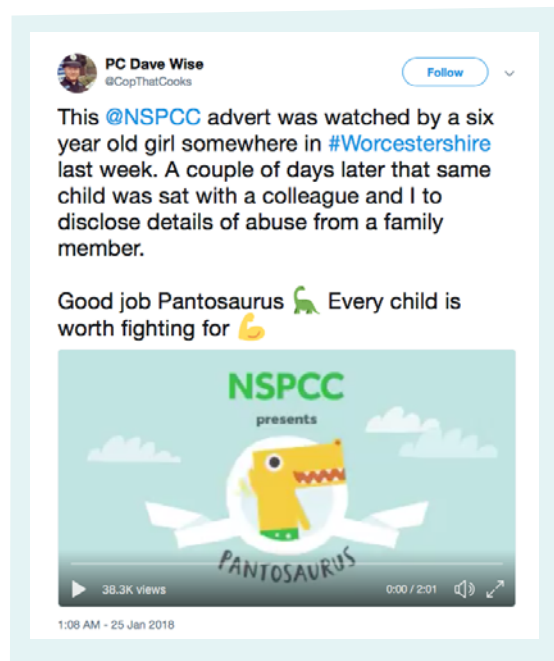 PC Dave Wise
@CopThatCooks
Follow
This @NSPCC advert was watched by a six
year old girl somewhere in #Worcestershire
last week. A couple of days later that same
child was sat with a colleague and I to
disclose details of abuse from a family
member.
Good job Pantosaurus 🦕 Every child is
worth fighting for 💪
NSPCC
presents
PANTOSAURUS
38.3K views
0:00 / 2:01
1:08 AM - 25 Jan 2018